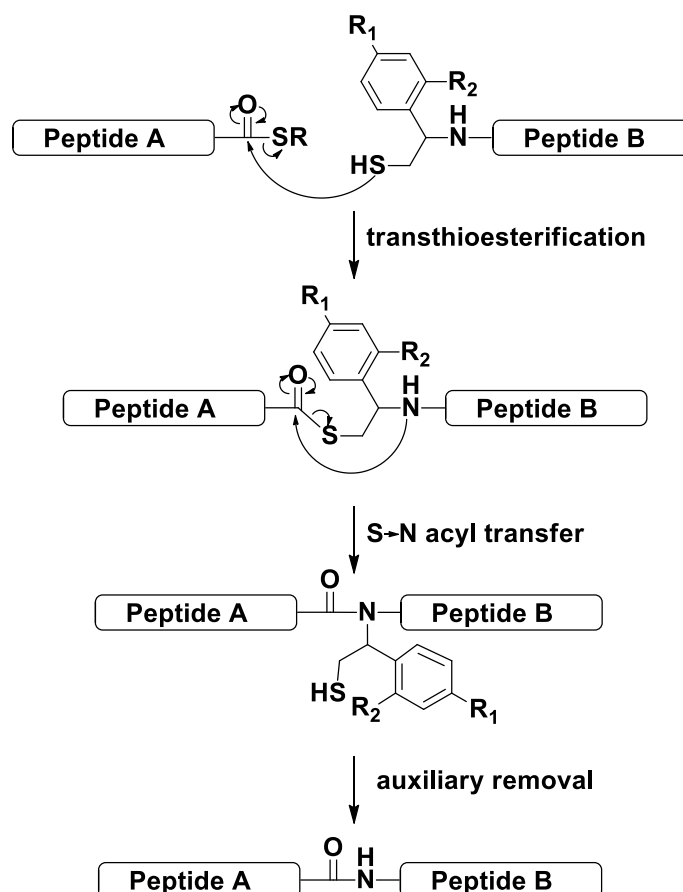 R1
O
R2
H
Peptide A
SR
N
Peptide B
HS
transthioesterification
R1
O
R2
H
Peptide A
N
Peptide B
S
S→N acyl transfer
O
Peptide A
N
Peptide B
HS
R2
R1
auxiliary removal
O
H
Peptide A
N
Peptide B